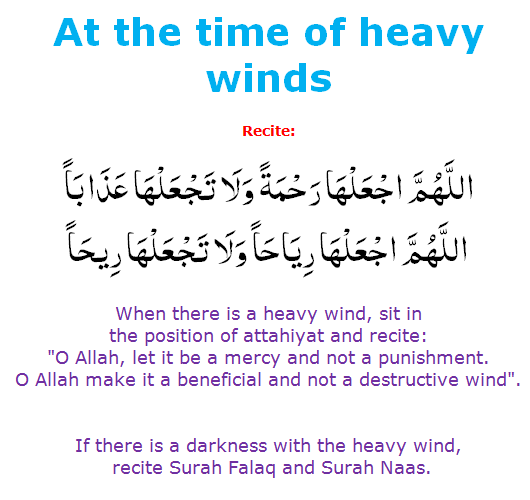 At the time of heavy
winds
Recite:
اللَّهُمَّ اجْعَلْهَا رَحْمَةً وَلَا تَجْعَلْهَا عَذَابَاً
اللَّهُمَّ اجْعَلْهَا رِيَاحَاً وَلَا تَجْعَلْهَا رِيحَاً
When there is a heavy wind, sit in
the position of attahiyat and recite:
"O Allah, let it be a mercy and not a punishment.
O Allah make it a beneficial and not a destructive wind".
If there is a darkness with the heavy wind,
recite Surah Falaq and Surah Naas.